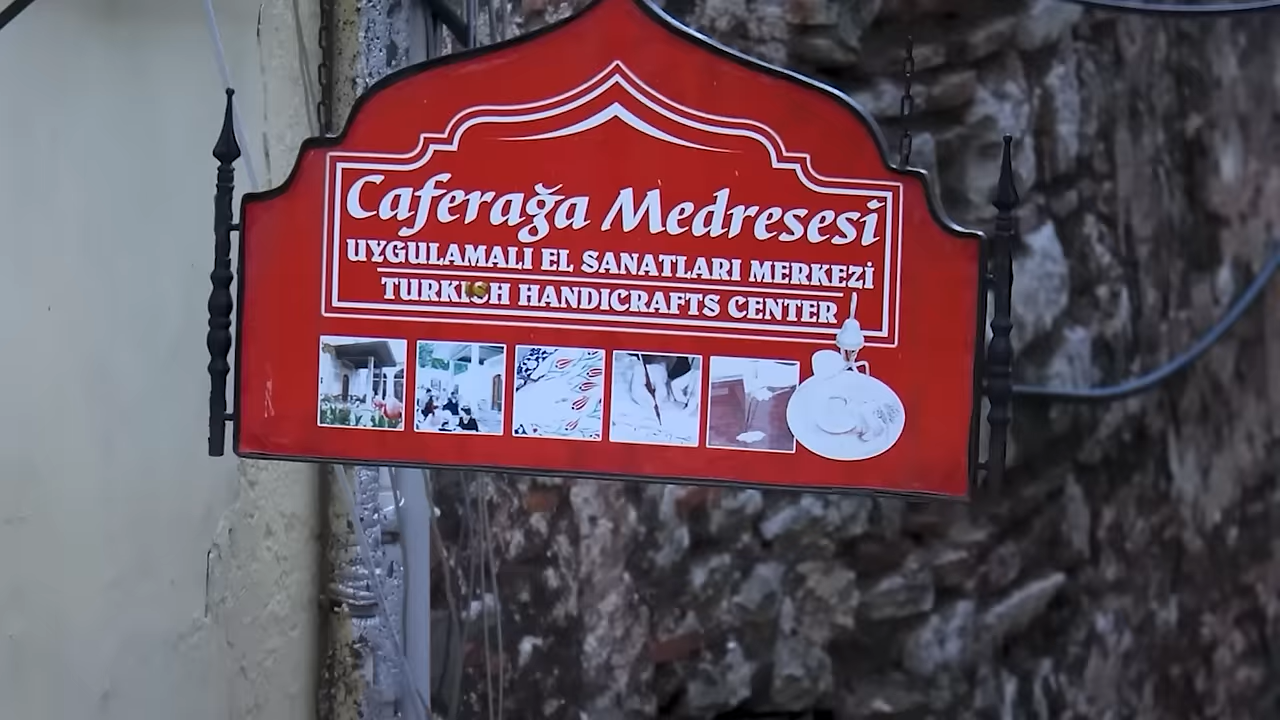 Caferağa Medresesi
UYGULAMALI EL SANATLARI MERKEZİ
TURKISH HANDICRAFTS CENTER